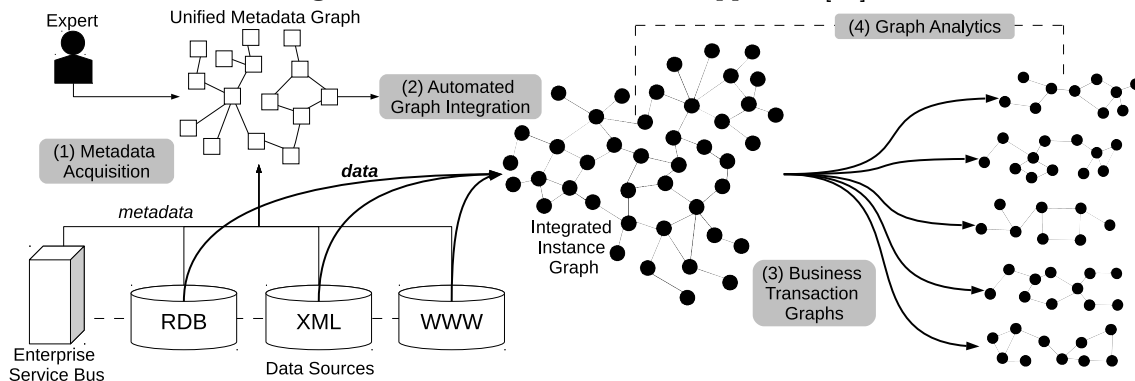 Expert
Unified Metadata Graph
(4) Graph Analytics
(2) Automated
Graph Integration
(1) Metadata
Acquisition
data
metadata
Integrated
Instance
Graph
(3) Business
Transaction
Graphs
RDB
XML
WWW
Enterprise
Service Bus
Data Sources